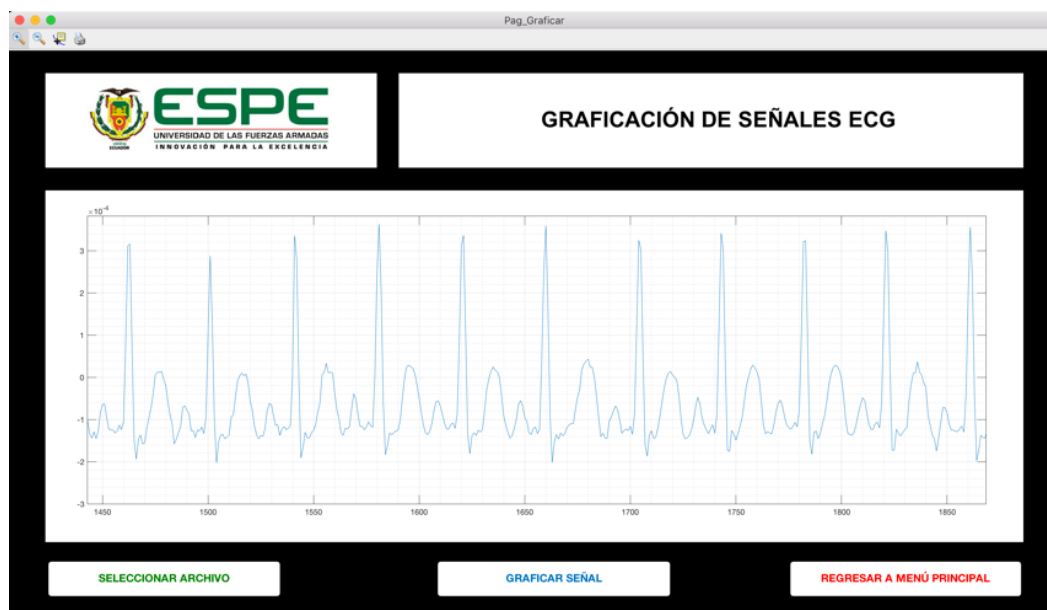 Pag_Graficar
ESPE
UNIVERSIDAD DE LAS FUERZAS ARMADAS
INNOVACIÓN PARA LA EXCELENCIA
ECUADOR
GRAFICACIÓN DE SEÑALES ECG
×10⁻⁴
3
2
1
0
-1
-2
-3
1450 1500 1550 1600 1650 1700 1750 1800 1850
SELECCIONAR ARCHIVO
GRAFICAR SEÑAL
REGRESAR A MENÚ PRINCIPAL